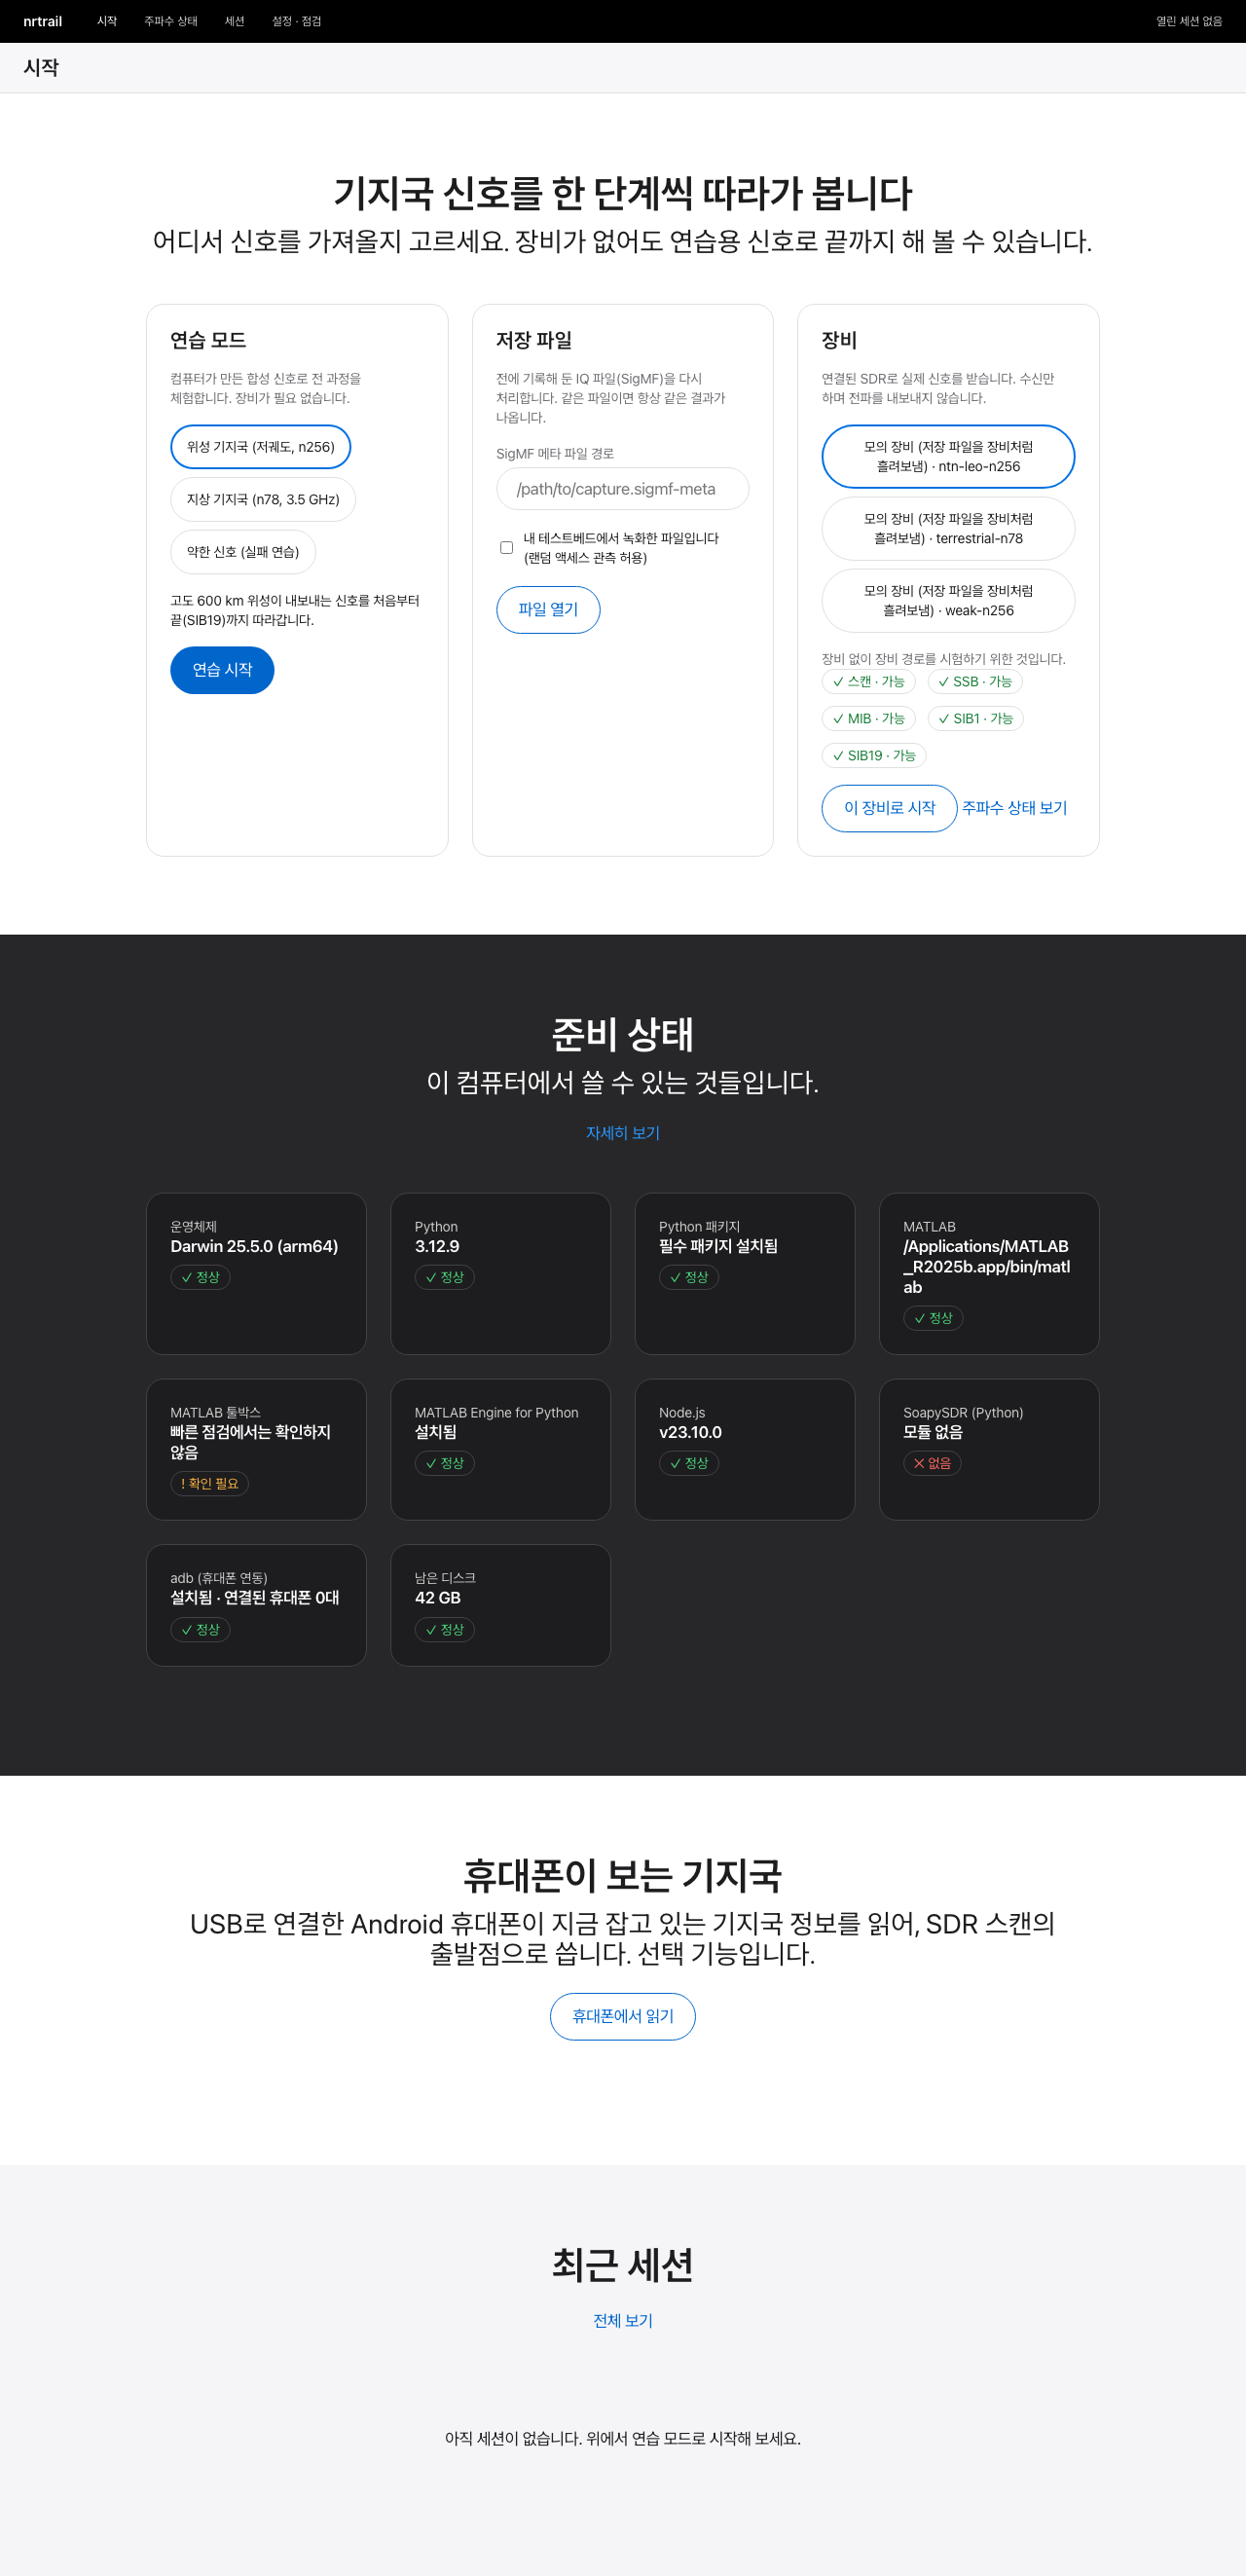 nrtrail 시작 주파수 상태 세션 설정 · 점검 열린 세션 없음
시작
기지국 신호를 한 단계씩 따라가 봅니다
어디서 신호를 가져올지 고르세요. 장비가 없어도 연습용 신호로 끝까지 해 볼 수 있습니다.
연습 모드
컴퓨터가 만든 합성 신호로 전 과정을
체험합니다. 장비가 필요 없습니다.
위성 기지국 (저궤도, n256)
지상 기지국 (n78, 3.5 GHz)
약한 신호 (실패 연습)
고도 600 km 위성이 내보내는 신호를 처음부터
끝(SIB19)까지 따라갑니다.
연습 시작
저장 파일
전에 기록해 둔 IQ 파일(SigMF)을 다시
처리합니다. 같은 파일이면 항상 같은 결과가
나옵니다.
SigMF 메타 파일 경로
/path/to/capture.sigmf-meta
내 테스트베드에서 녹화한 파일입니다
(랜덤 액세스 관측 허용)
파일 열기
장비
연결된 SDR로 실제 신호를 받습니다. 수신만
하며 전파를 내보내지 않습니다.
모의 장비 (저장 파일을 장비처럼
흘려보냄) · ntn-leo-n256
모의 장비 (저장 파일을 장비처럼
흘려보냄) · terrestrial-n78
모의 장비 (저장 파일을 장비처럼
흘려보냄) · weak-n256
장비 없이 장비 경로를 시험하기 위한 것입니다.
✓ 스캔 · 가능 ✓ SSB · 가능
✓ MIB · 가능 ✓ SIB1 · 가능
✓ SIB19 · 가능
이 장비로 시작 주파수 상태 보기
준비 상태
이 컴퓨터에서 쓸 수 있는 것들입니다.
자세히 보기
운영체제
Darwin 25.5.0 (arm64)
✓ 정상
Python
3.12.9
✓ 정상
Python 패키지
필수 패키지 설치됨
✓ 정상
MATLAB
/Applications/MATLAB
_R2025b.app/bin/matl
ab
✓ 정상
MATLAB 툴박스
빠른 점검에서는 확인하지
않음
! 확인 필요
MATLAB Engine for Python
설치됨
✓ 정상
Node.js
v23.10.0
✓ 정상
SoapySDR (Python)
모듈 없음
✕ 없음
adb (휴대폰 연동)
설치됨 · 연결된 휴대폰 0대
✓ 정상
남은 디스크
42 GB
✓ 정상
휴대폰이 보는 기지국
USB로 연결한 Android 휴대폰이 지금 잡고 있는 기지국 정보를 읽어, SDR 스캔의
출발점으로 씁니다. 선택 기능입니다.
휴대폰에서 읽기
최근 세션
전체 보기
아직 세션이 없습니다. 위에서 연습 모드로 시작해 보세요.